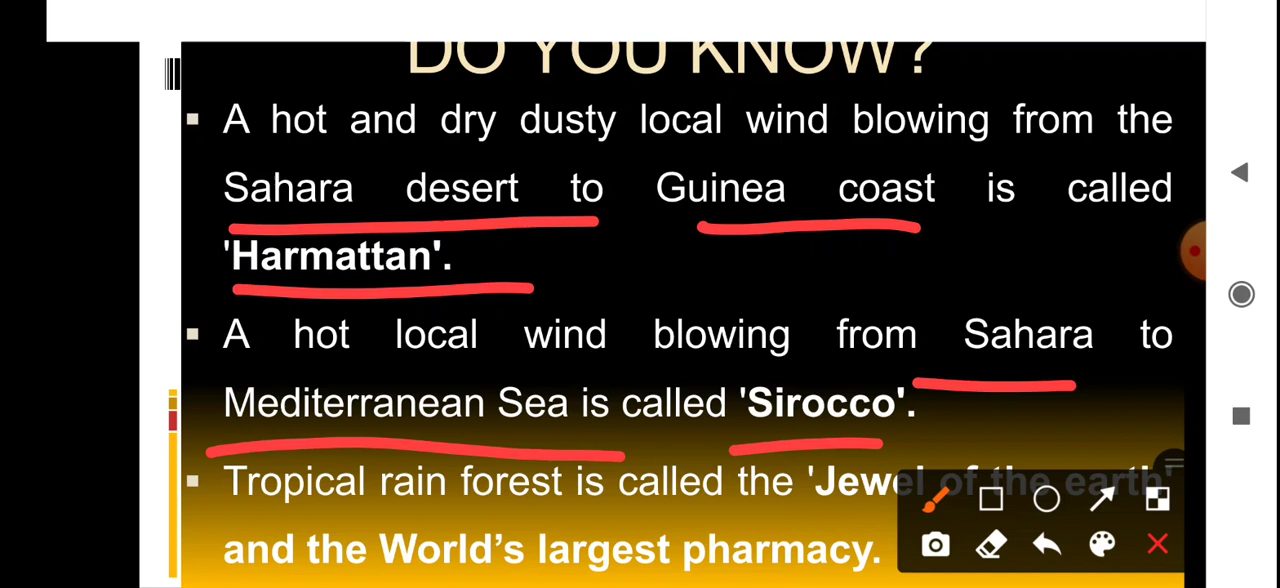 DO YOU KNOW?
A hot and dry dusty local wind blowing from the
Sahara desert to Guinea coast is called
'Harmattan'.
A hot local wind blowing from Sahara to
Mediterranean Sea is called 'Sirocco'.
Tropical rain forest is called the 'Jewel of the earth'
and the World's largest pharmacy.